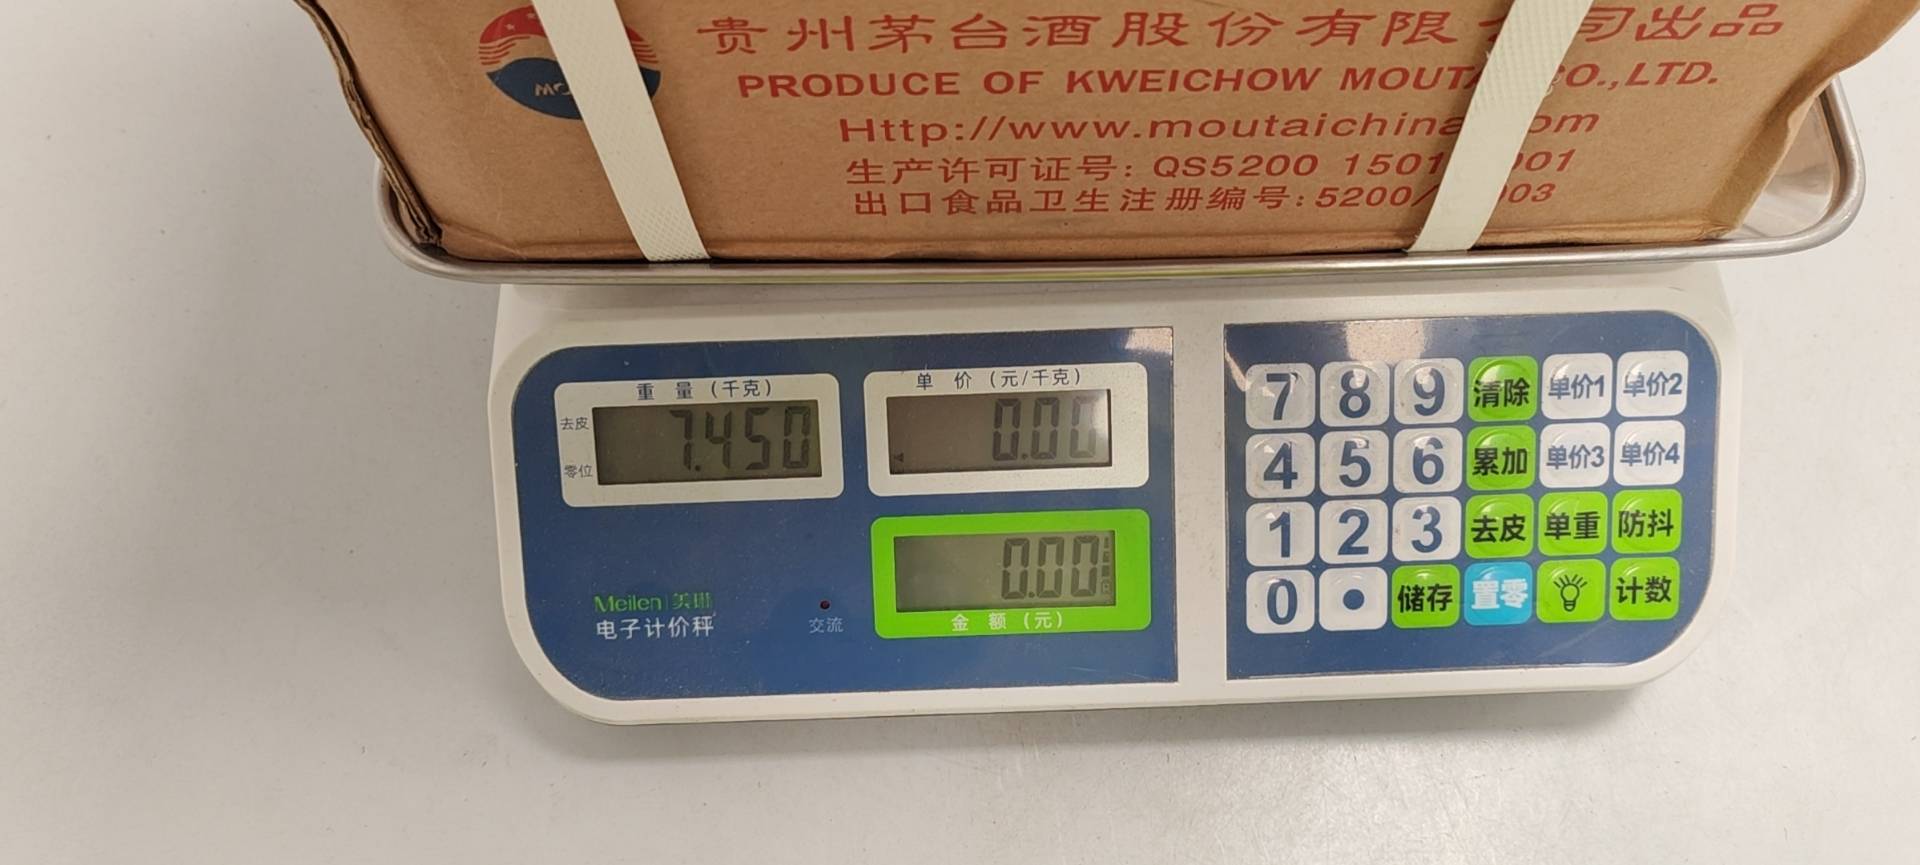 贵州茅台酒股份有限 司出品
PRODUCE OF KWEICHOW MOUTA CO.,LTD.
Http://www.moutaichina om
生产许可证号: QS5200 1501 001
出口食品卫生注册编号: 5200/ 003
重 量 (千克)
去皮
零位
7.450
单 价 (元/千克)
0.00
0.00
金 额 (元)
Meilen 美琳
电子计价秤
交流
7 8 9 清除 单价1 单价2
4 5 6 累加 单价3 单价4
1 2 3 去皮 单重 防抖
0 • 储存 置零 计数